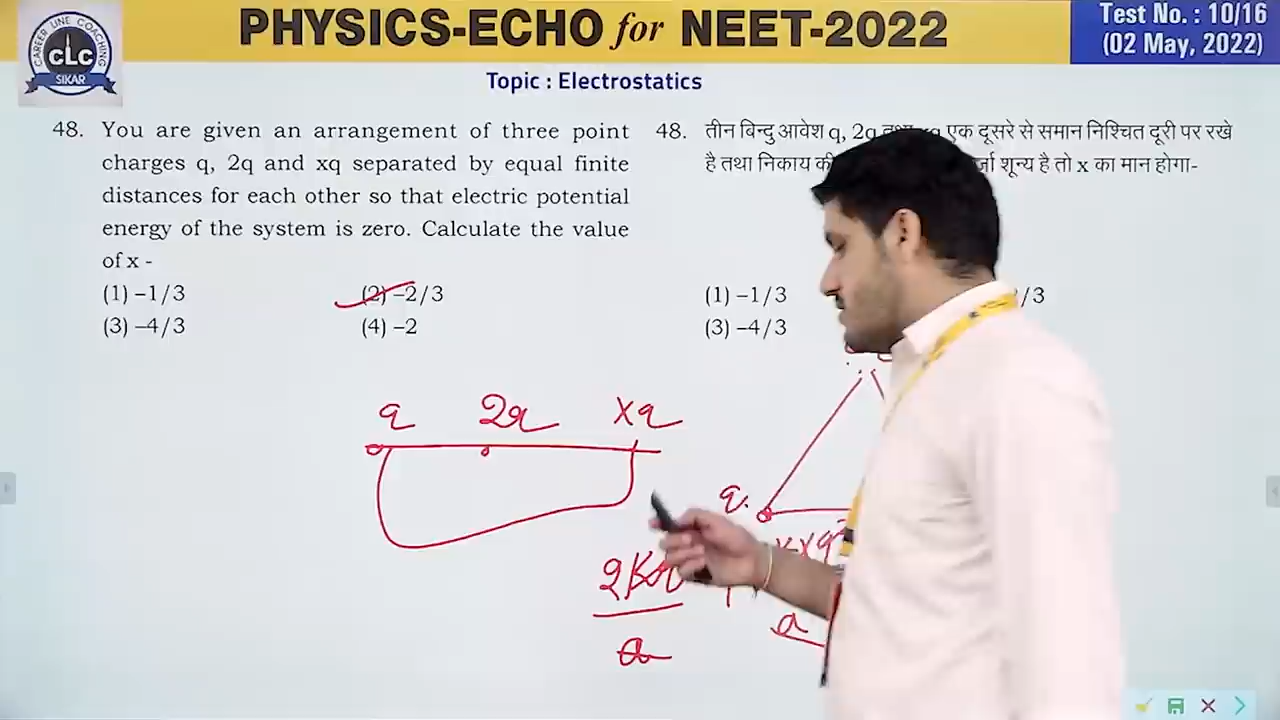 CAREER LINE COACHING
CLC
SIKAR
PHYSICS-ECHO for NEET-2022
Test No. : 10/16
(02 May, 2022)
Topic : Electrostatics
48. You are given an arrangement of three point
charges q, 2q and xq separated by equal finite
distances for each other so that electric potential
energy of the system is zero. Calculate the value
of x -
(1) –1/3 (2) –2/3
(3) –4/3 (4) –2
48. तीन बिन्दु आवेश q, 2q एक दूसरे से समान निश्चित दूरी पर रखे
है तथा निकाय शून्य है तो x का मान होगा-
(1) –1/3 /3
(3) –4/3
q 2q xq
q.
a
a